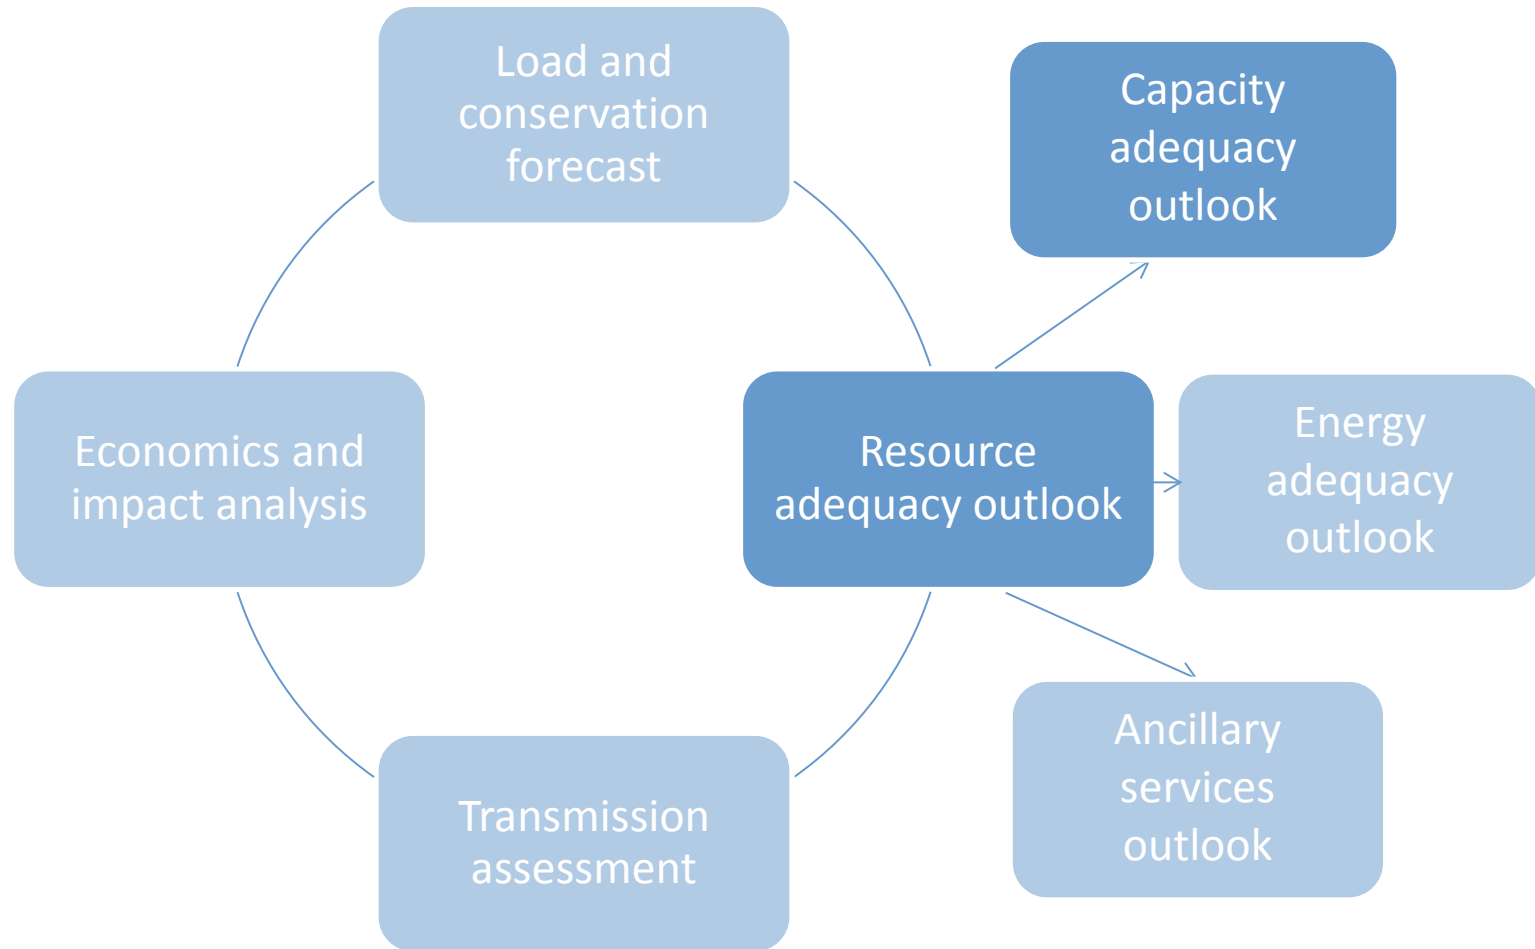 Load and
conservation
forecast
Capacity
adequacy
outlook
Economics and
impact analysis
Resource
adequacy outlook
Energy
adequacy
outlook
Transmission
assessment
Ancillary
services
outlook